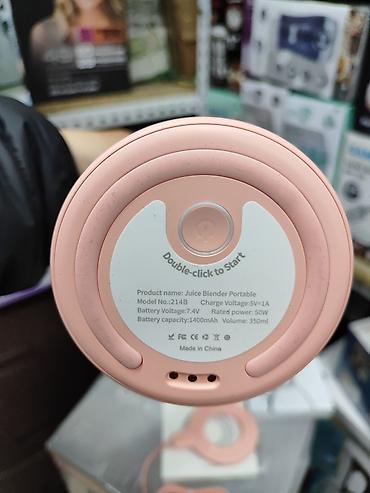 Double-click to Start
Product name: Juice Blender Portable
Model No.:214B Charge Voltage:5V=1A
Battery Voltage:7.4V Rated power: 50W
Battery capacity:1400mAh Volume: 350ml
Made in China